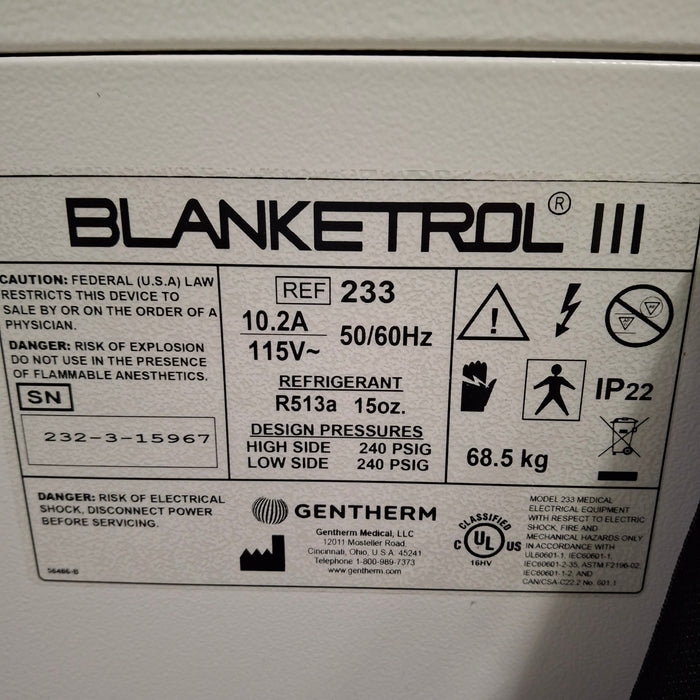 BLANKETROL® III
CAUTION: FEDERAL (U.S.A) LAW
RESTRICTS THIS DEVICE TO
SALE BY OR ON THE ORDER OF A
PHYSICIAN.
DANGER: RISK OF EXPLOSION
DO NOT USE IN THE PRESENCE
OF FLAMMABLE ANESTHETICS.
SN
232-3-15967
REF 233
10.2A
115V~
50/60Hz
REFRIGERANT
R513a 15oz.
DESIGN PRESSURES
HIGH SIDE 240 PSIG
LOW SIDE 240 PSIG
IP22
68.5 kg
DANGER: RISK OF ELECTRICAL
SHOCK, DISCONNECT POWER
BEFORE SERVICING.
56486-B
GENTHERM
Gentherm Medical, LLC
12011 Mosteller Road.
Cincinnati, Ohio, U.S.A. 45241
Telephone 1-800-989-7373
www.gentherm.com
CLASSIFIED
C UL US
16HV
MODEL 233 MEDICAL
ELECTRICAL EQUIPMENT
WITH RESPECT TO ELECTRIC
SHOCK, FIRE AND
MECHANICAL HAZARDS ONLY
IN ACCORDANCE WITH
UL60601-1, IEC60601-1,
IEC60601-2-35, ASTM F2196-02,
IEC60601-1-2 AND
CAN/CSA-C22.2 No. 601.1